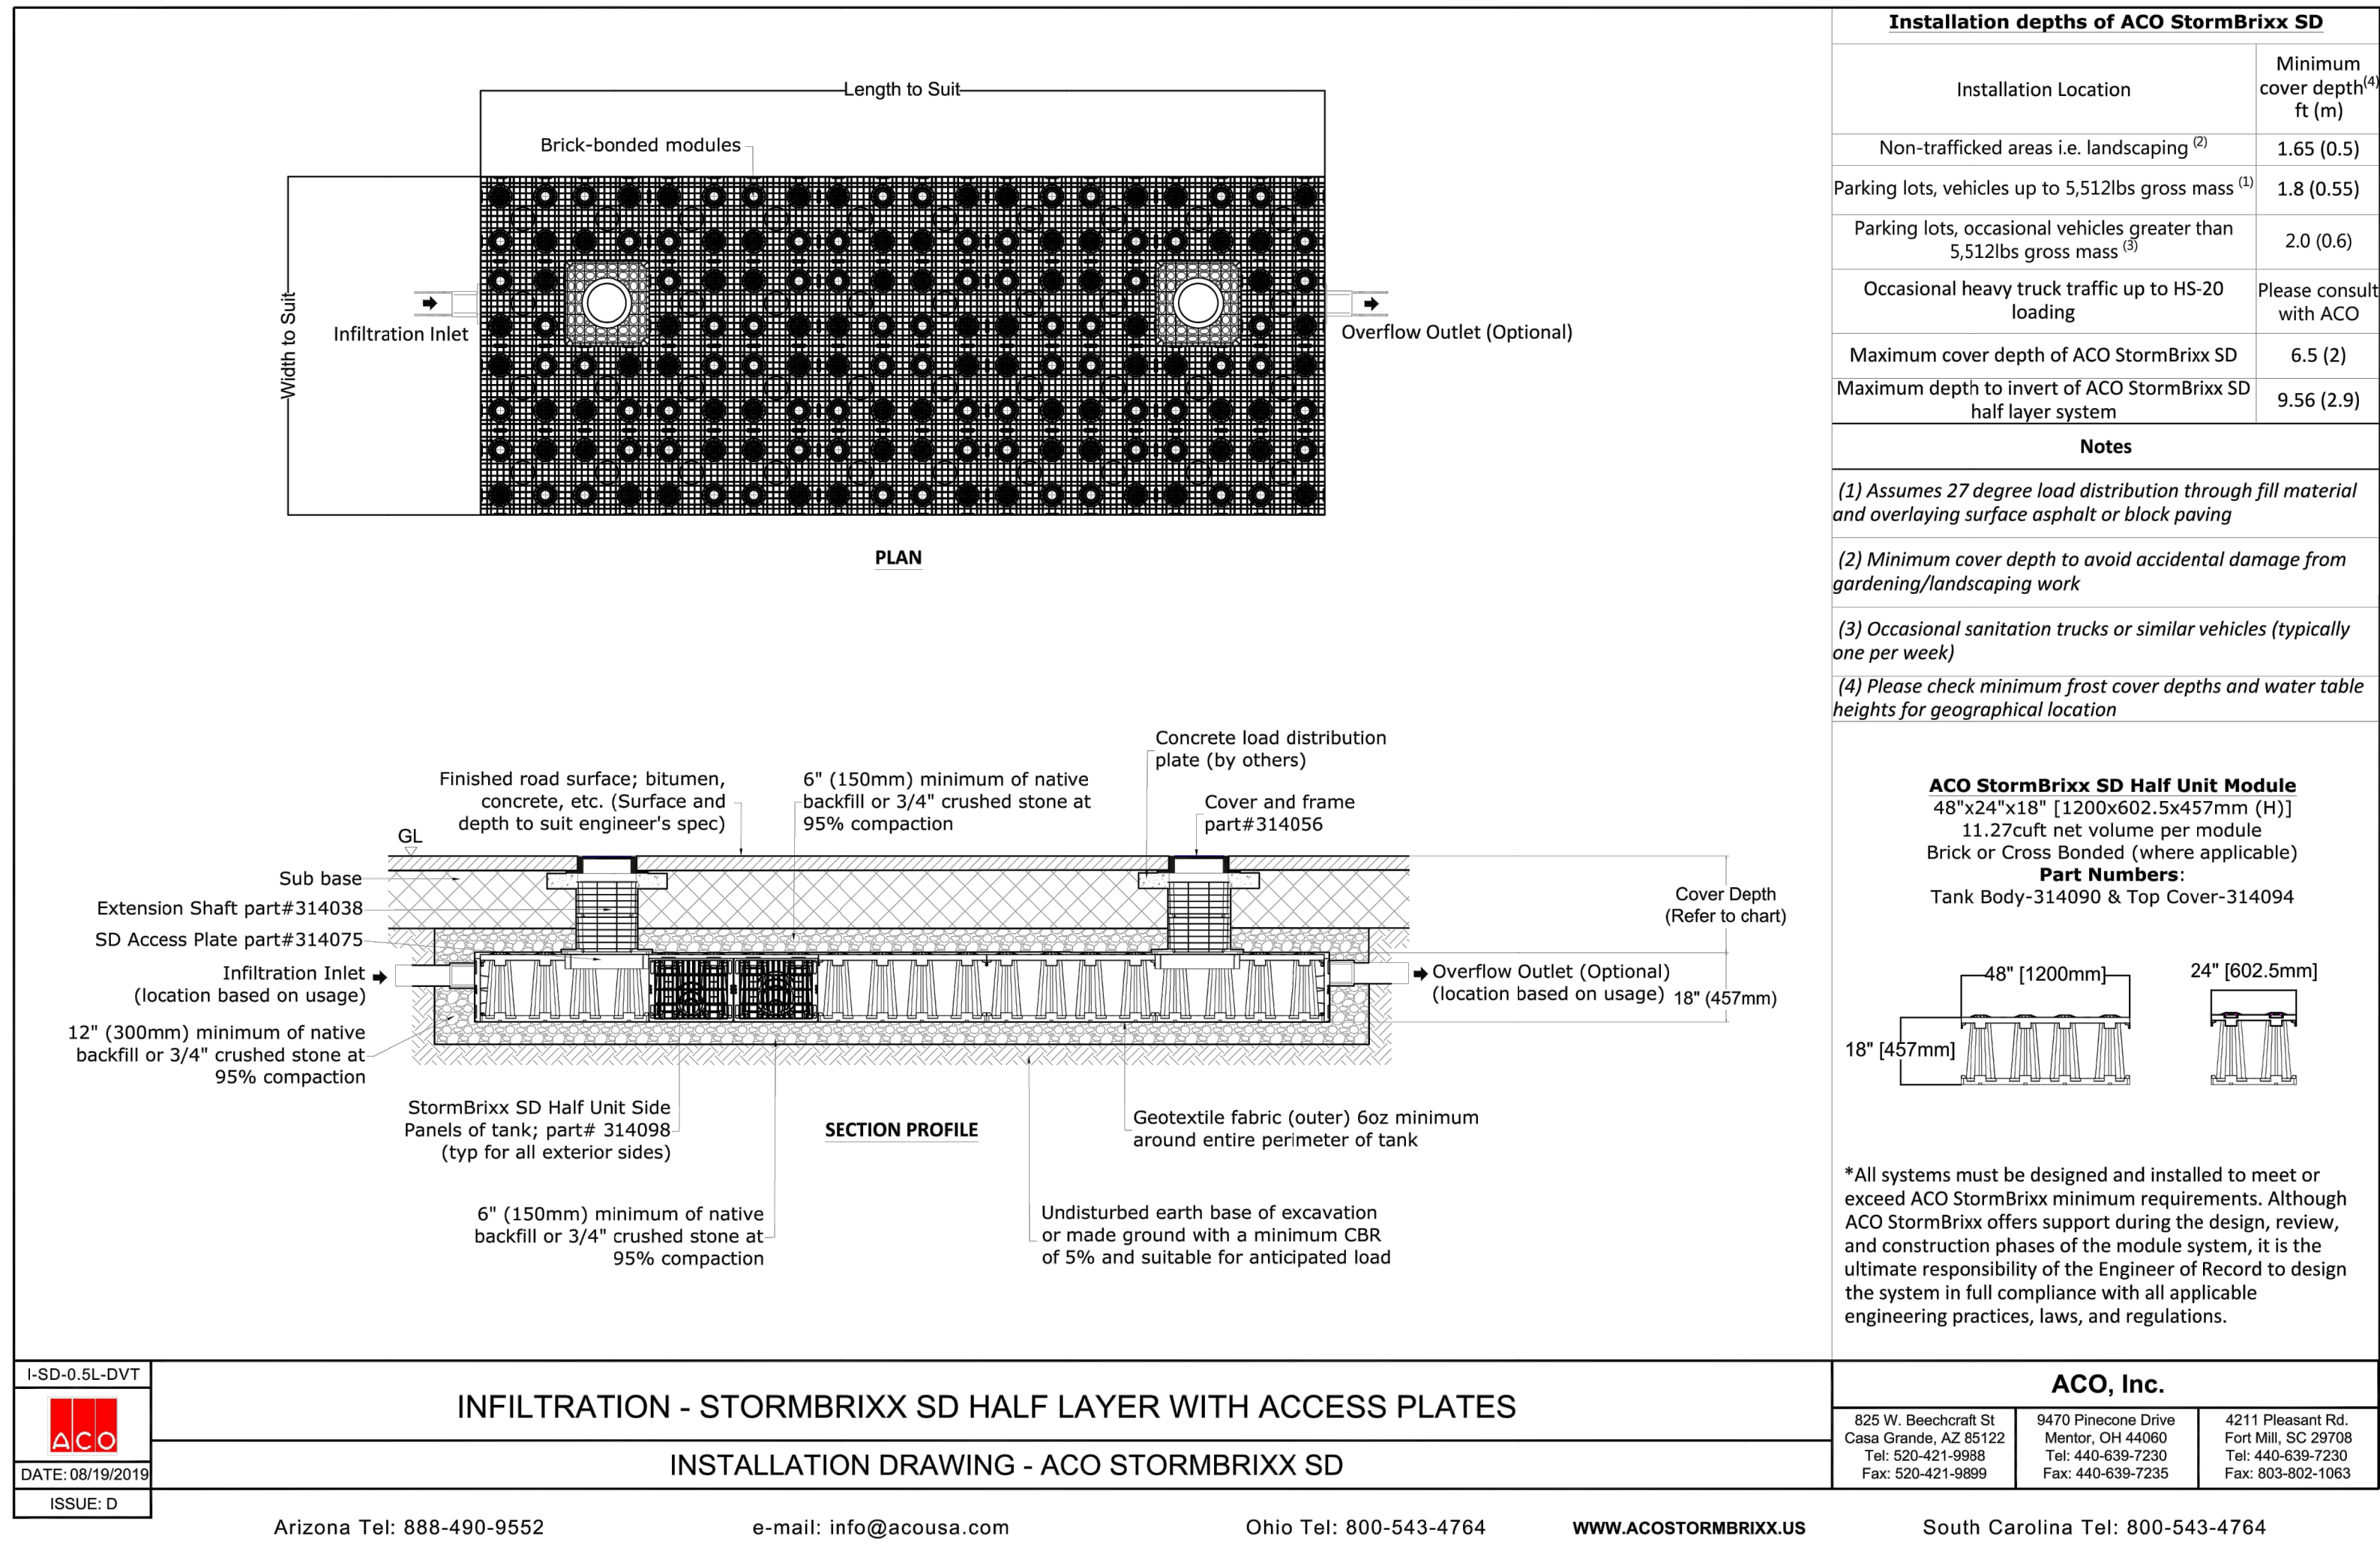 Length to Suit
Brick-bonded modules
Width to Suit
Infiltration Inlet
Overflow Outlet (Optional)
PLAN
Finished road surface; bitumen,
concrete, etc. (Surface and
depth to suit engineer's spec)
6" (150mm) minimum of native
backfill or 3/4" crushed stone at
95% compaction
Concrete load distribution
plate (by others)
Cover and frame
part#314056
GL
Sub base
Extension Shaft part#314038
SD Access Plate part#314075
Infiltration Inlet
(location based on usage)
12" (300mm) minimum of native
backfill or 3/4" crushed stone at
95% compaction
Cover Depth
(Refer to chart)
Overflow Outlet (Optional)
(location based on usage)
18" (457mm)
StormBrixx SD Half Unit Side
Panels of tank; part# 314098
(typ for all exterior sides)
SECTION PROFILE
Geotextile fabric (outer) 6oz minimum
around entire perimeter of tank
6" (150mm) minimum of native
backfill or 3/4" crushed stone at
95% compaction
Undisturbed earth base of excavation
or made ground with a minimum CBR
of 5% and suitable for anticipated load
Installation depths of ACO StormBrixx SD
Installation Location
Minimum
cover depth(4)
ft (m)
Non-trafficked areas i.e. landscaping (2)
1.65 (0.5)
Parking lots, vehicles up to 5,512lbs gross mass (1)
1.8 (0.55)
Parking lots, occasional vehicles greater than
5,512lbs gross mass (3)
2.0 (0.6)
Occasional heavy truck traffic up to HS-20
loading
Please consult
with ACO
Maximum cover depth of ACO StormBrixx SD
6.5 (2)
Maximum depth to invert of ACO StormBrixx SD
half layer system
9.56 (2.9)
Notes
(1) Assumes 27 degree load distribution through fill material
and overlaying surface asphalt or block paving
(2) Minimum cover depth to avoid accidental damage from
gardening/landscaping work
(3) Occasional sanitation trucks or similar vehicles (typically
one per week)
(4) Please check minimum frost cover depths and water table
heights for geographical location
ACO StormBrixx SD Half Unit Module
48"x24"x18" [1200x602.5x457mm (H)]
11.27cuft net volume per module
Brick or Cross Bonded (where applicable)
Part Numbers:
Tank Body-314090 & Top Cover-314094
48" [1200mm]
24" [602.5mm]
18" [457mm]
*All systems must be designed and installed to meet or
exceed ACO StormBrixx minimum requirements. Although
ACO StormBrixx offers support during the design, review,
and construction phases of the module system, it is the
ultimate responsibility of the Engineer of Record to design
the system in full compliance with all applicable
engineering practices, laws, and regulations.
I-SD-0.5L-DVT
ACO
DATE: 08/19/2019
ISSUE: D
INFILTRATION - STORMBRIXX SD HALF LAYER WITH ACCESS PLATES
INSTALLATION DRAWING - ACO STORMBRIXX SD
ACO, Inc.
825 W. Beechcraft St
Casa Grande, AZ 85122
Tel: 520-421-9988
Fax: 520-421-9899
9470 Pinecone Drive
Mentor, OH 44060
Tel: 440-639-7230
Fax: 440-639-7235
4211 Pleasant Rd.
Fort Mill, SC 29708
Tel: 440-639-7230
Fax: 803-802-1063
Arizona Tel: 888-490-9552
e-mail: info@acousa.com
Ohio Tel: 800-543-4764
WWW.ACOSTORMBRIXX.US
South Carolina Tel: 800-543-4764